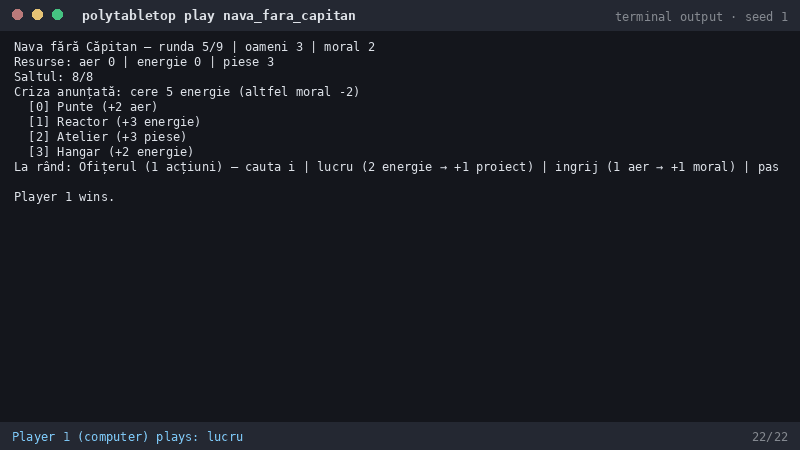 polytabletop play nava_fara_capitan
terminal output · seed 1
Nava fără Căpitan — runda 5/9 | oameni 3 | moral 2
Resurse: aer 0 | energie 0 | piese 3
Saltul: 8/8
Criza anunțată: cere 5 energie (altfel moral -2)
[0] Punte (+2 aer)
[1] Reactor (+3 energie)
[2] Atelier (+3 piese)
[3] Hangar (+2 energie)
La rând: Ofițerul (1 acțiuni) — cauta i | lucru (2 energie → +1 proiect) | ingrij (1 aer → +1 moral) | pas
Player 1 wins.
Player 1 (computer) plays: lucru
22/22